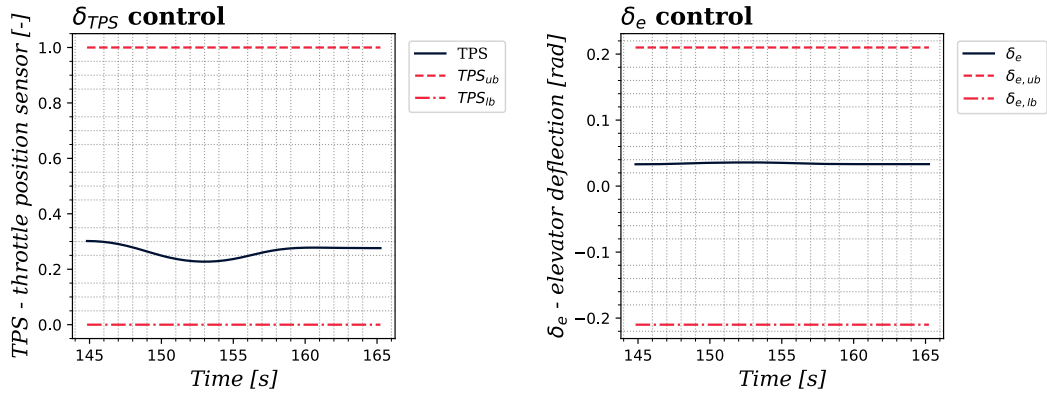 δTPS control
TPS - throttle position sensor [-]
1.0
0.8
0.6
0.4
0.2
0.0
145 150 155 160 165
Time [s]
TPS
TPSub
TPSlb
δe control
δe - elevator deflection [rad]
0.2
0.1
0.0
−0.1
−0.2
145 150 155 160 165
Time [s]
δe
δe, ub
δe, lb